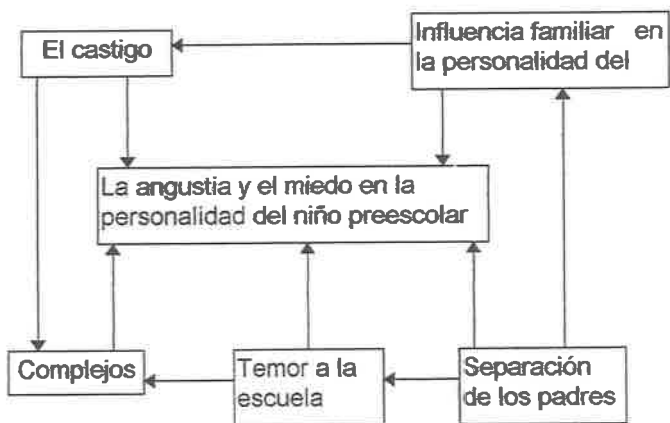 El castigo
Influencia familiar en
la personalidad del
La angustia y el miedo en la
personalidad del niño preescolar
Complejos
Temor a la
escuela
Separación
de los padres